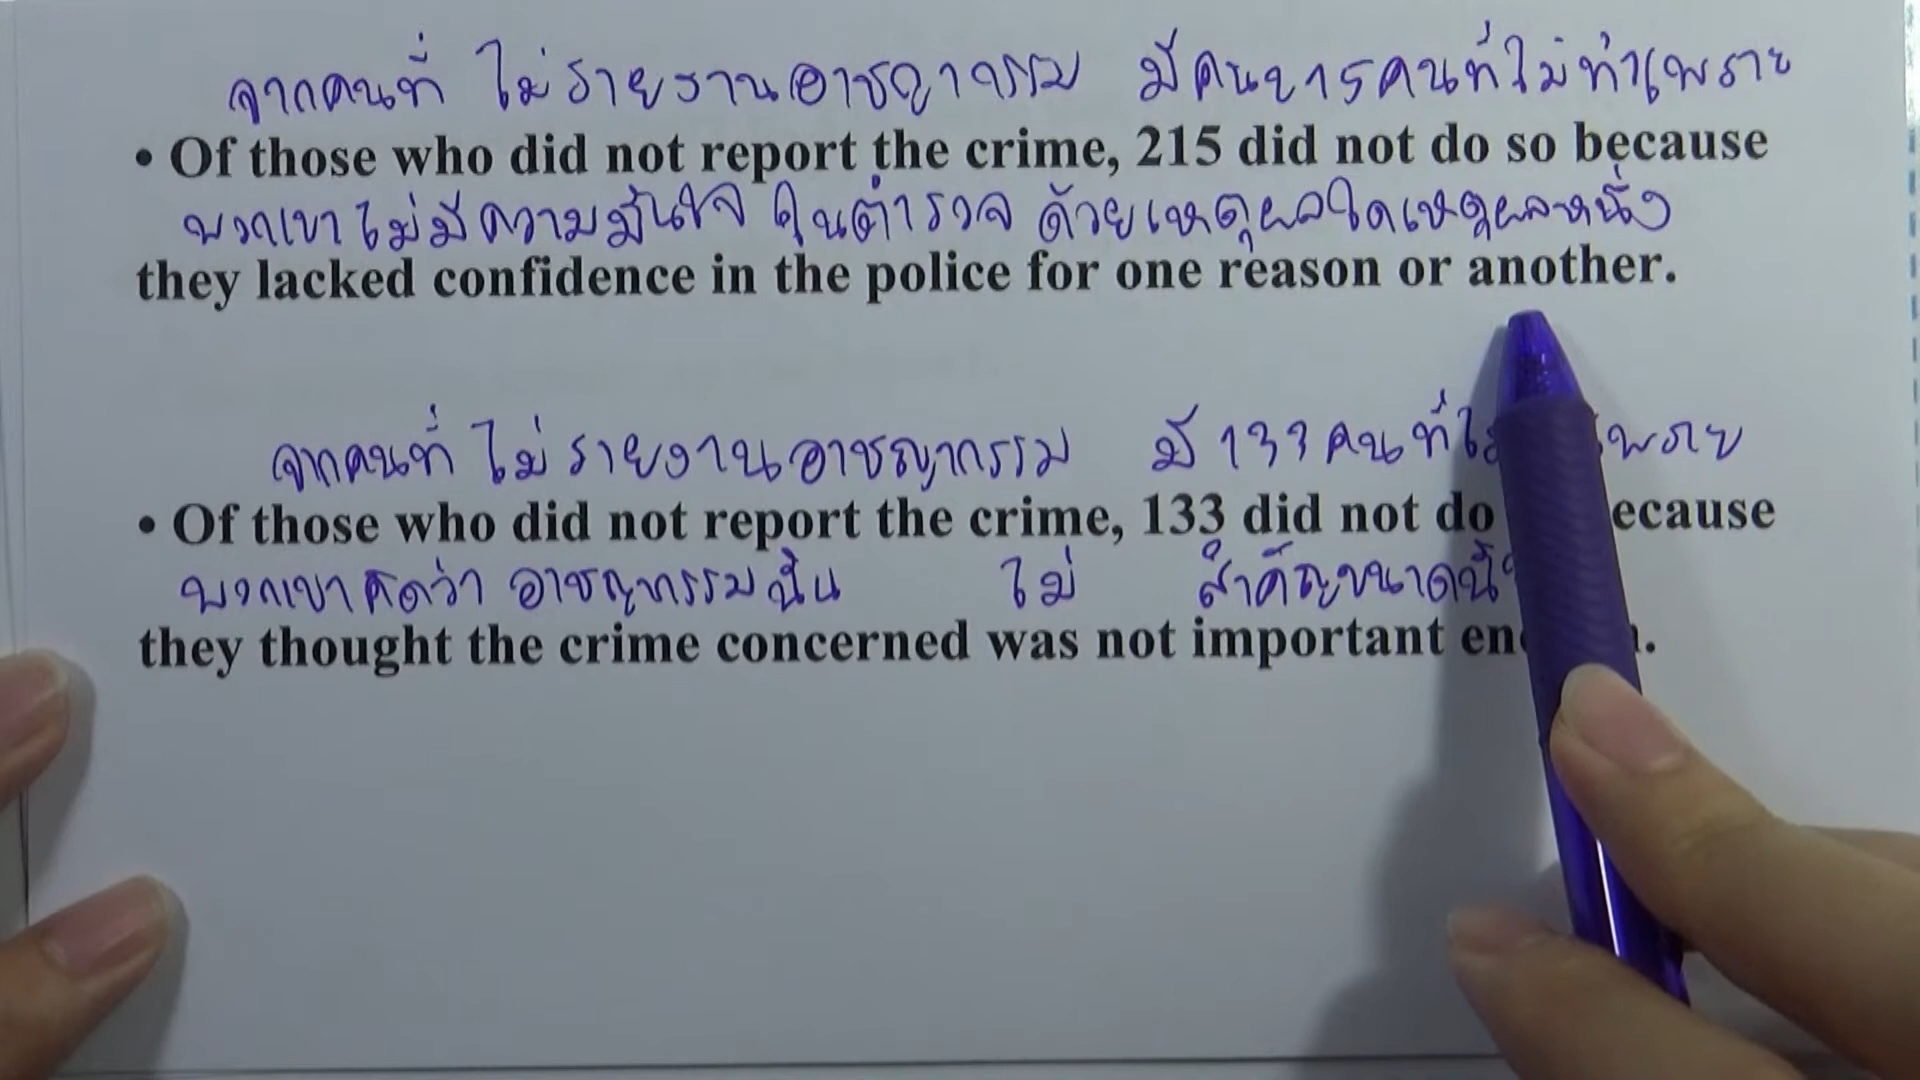 จากคนที่ ไม่รายงานอาชญากรรม มีคน215คนที่ไม่ทำเพราะ
• Of those who did not report the crime, 215 did not do so because
พวกเขาไม่มีความมั่นใจ ในตำรวจ ด้วยเหตุผลใดเหตุผลหนึ่ง
they lacked confidence in the police for one reason or another.
จากคนที่ ไม่รายงานอาชญากรรม มี 133 คนที่ เพราะ
• Of those who did not report the crime, 133 did not do because
พวกเขาคิดว่า อาชญากรรมนั้น ไม่ สำคัญขนาดนั้น
they thought the crime concerned was not important